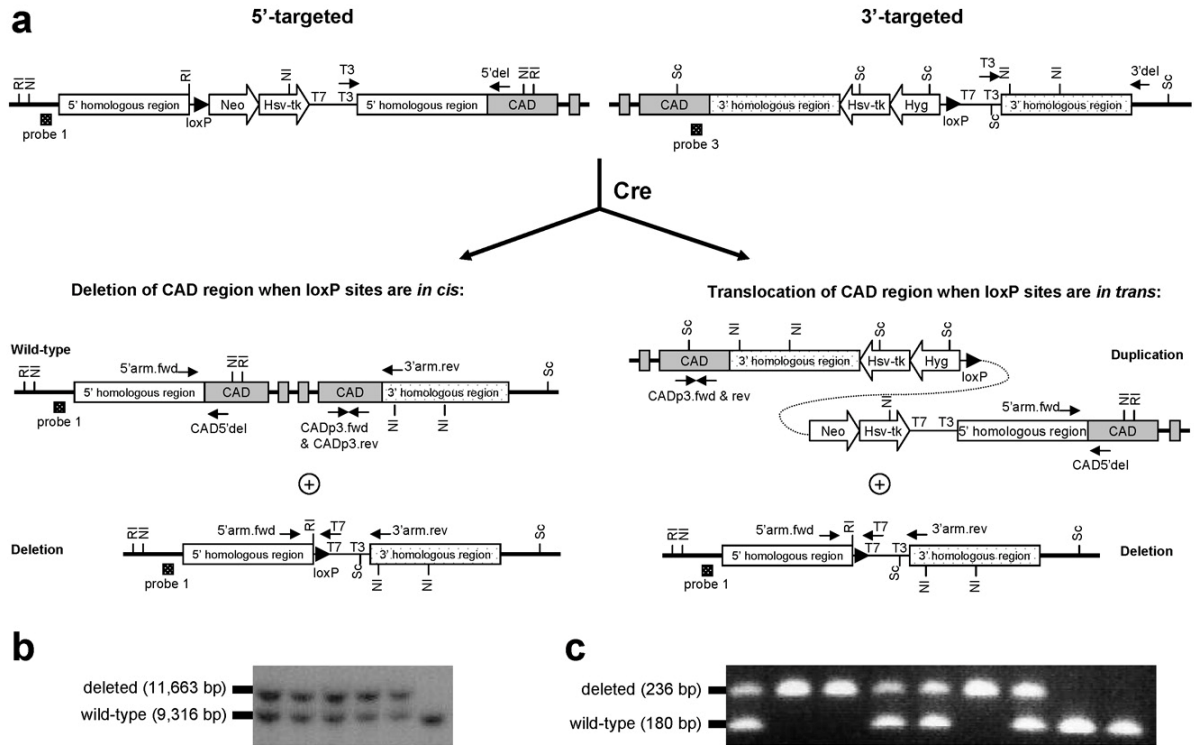 a
5’-targeted
3’-targeted
RI
NI
5' homologous region
RI
loxP
Neo
NI
Hsv-tk
T7
T3
T3
5' homologous region
5'del
NI
RI
CAD
probe 1
Sc
CAD
3' homologous region
Sc
Hsv-tk
Sc
Hyg
loxP
T7
T3
T3
Sc
NI
NI
3' homologous region
3'del
Sc
probe 3
Cre
Deletion of CAD region when loxP sites are in cis:
Translocation of CAD region when loxP sites are in trans:
Wild-type
RI
NI
5'arm.fwd
5' homologous region
NI
RI
CAD
CAD
3'arm.rev
3' homologous region
Sc
probe 1
CAD5'del
CADp3.fwd
& CADp3.rev
NI
NI
+
Deletion
RI
NI
5'arm.fwd
RI
T7
3'arm.rev
Sc
5' homologous region
T7
T3
3' homologous region
probe 1
loxP
Sc
NI
NI
Sc
NI
NI
Sc
Sc
CAD
3' homologous region
Hsv-tk
Hyg
loxP
Duplication
CADp3.fwd & rev
Neo
NI
Hsv-tk
T7
T3
5'arm.fwd
5' homologous region
NI
RI
CAD
CAD5'del
+
RI
NI
5'arm.fwd
RI
T7
3'arm.rev
Sc
5' homologous region
T7
T3
3' homologous region
Deletion
probe 1
Sc
NI
NI
b
deleted (11,663 bp)
wild-type (9,316 bp)
c
deleted (236 bp)
wild-type (180 bp)